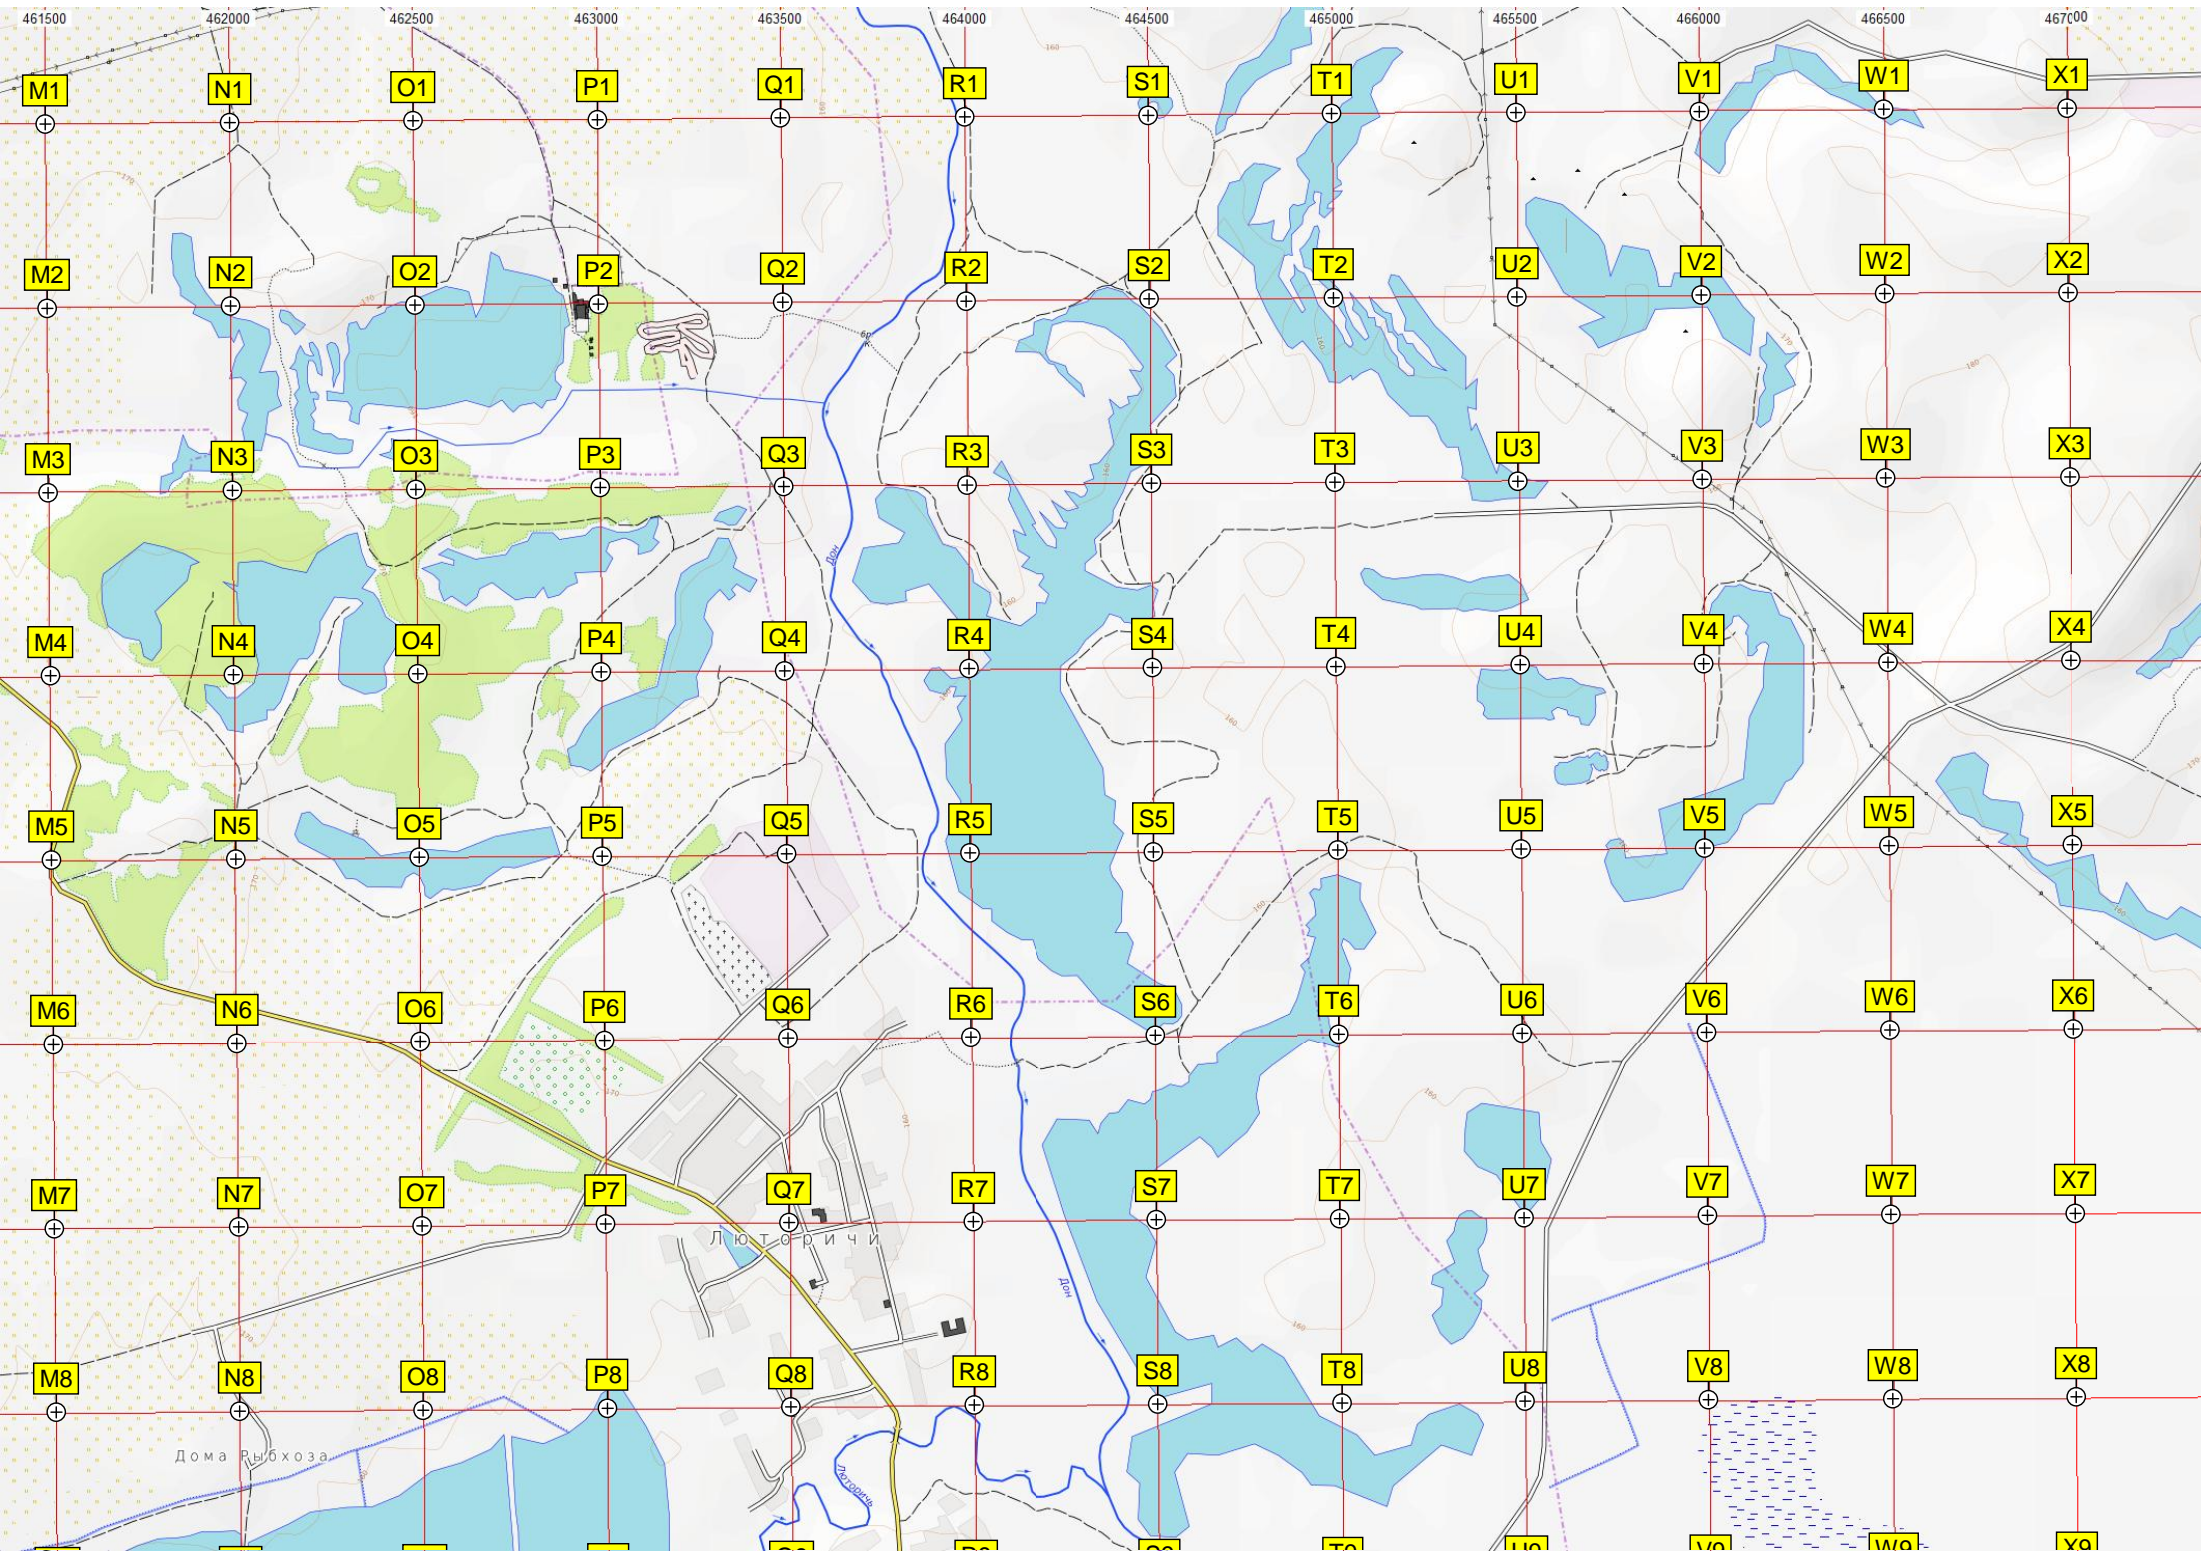 461500 462000 462500 463000 463500 464000 464500 465000 465500 466000 466500 467000
M1 N1 O1 P1 Q1 R1 S1 T1 U1 V1 W1 X1
M2 N2 O2 P2 Q2 R2 S2 T2 U2 V2 W2 X2
M3 N3 O3 P3 Q3 R3 S3 T3 U3 V3 W3 X3
Дон
M4 N4 O4 P4 Q4 R4 S4 T4 U4 V4 W4 X4
M5 N5 O5 P5 Q5 R5 S5 T5 U5 V5 W5 X5
M6 N6 O6 P6 Q6 R6 S6 T6 U6 V6 W6 X6
M7 N7 O7 P7 Q7 R7 S7 T7 U7 V7 W7 X7
Люторичи
Дон
M8 N8 O8 P8 Q8 R8 S8 T8 U8 V8 W8 X8
Дома Рыбхоза
Люторичь